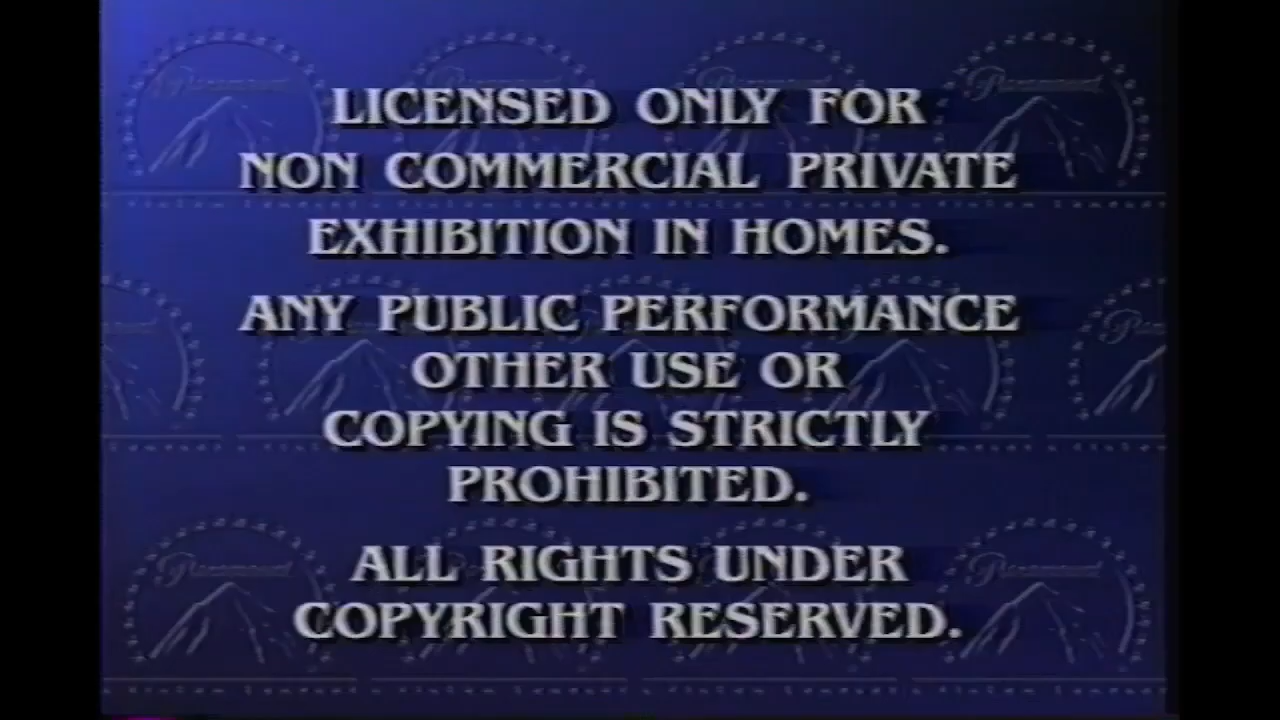 LICENSED ONLY FOR
NON COMMERCIAL PRIVATE
EXHIBITION IN HOMES.
ANY PUBLIC PERFORMANCE
OTHER USE OR
COPYING IS STRICTLY
PROHIBITED.
ALL RIGHTS UNDER
COPYRIGHT RESERVED.
Paramount